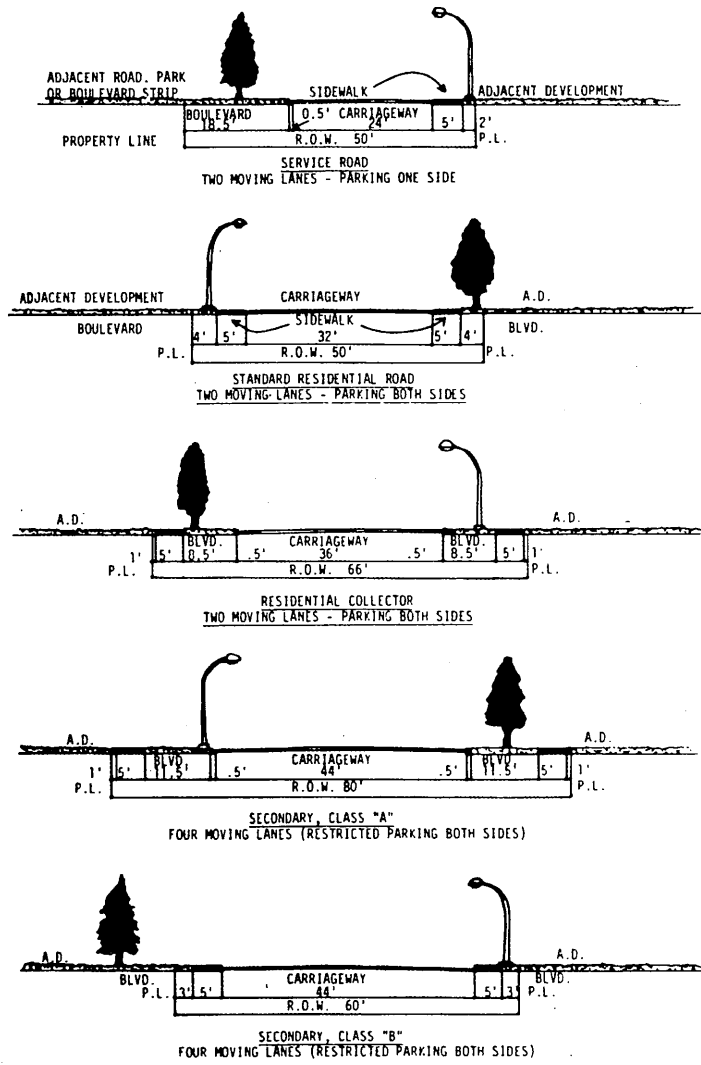 ADJACENT ROAD. PARK
OR BOULEVARD STRIP
SIDEWALK
ADJACENT DEVELOPMENT
BOULEVARD
18.5'
0.5' CARRIAGEWAY
24'
5'
2'
PROPERTY LINE
R.O.W. 50'
P.L.
SERVICE ROAD
TWO MOVING LANES - PARKING ONE SIDE
ADJACENT DEVELOPMENT
CARRIAGEWAY
A.D.
BOULEVARD
SIDEWALK
BLVD.
4' 5' 32' 5' 4'
P.L.
R.O.W. 50'
P.L.
STANDARD RESIDENTIAL ROAD
TWO MOVING LANES - PARKING BOTH SIDES
A.D.
A.D.
BLVD.
CARRIAGEWAY
BLVD.
1' 5' 8.5' .5' 36' .5' 8.5' 5' 1'
P.L.
R.O.W. 66'
P.L.
RESIDENTIAL COLLECTOR
TWO MOVING LANES - PARKING BOTH SIDES
A.D.
A.D.
BLVD.
CARRIAGEWAY
BLVD.
1' 5' 11.5' .5' 44' .5' 11.5' 5' 1'
P.L.
R.O.W. 80'
P.L.
SECONDARY, CLASS "A"
FOUR MOVING LANES (RESTRICTED PARKING BOTH SIDES)
A.D.
A.D.
BLVD.
CARRIAGEWAY
BLVD.
P.L. 3' 5' 44' 5' 3' P.L.
R.O.W. 60'
SECONDARY, CLASS "B"
FOUR MOVING LANES (RESTRICTED PARKING BOTH SIDES)